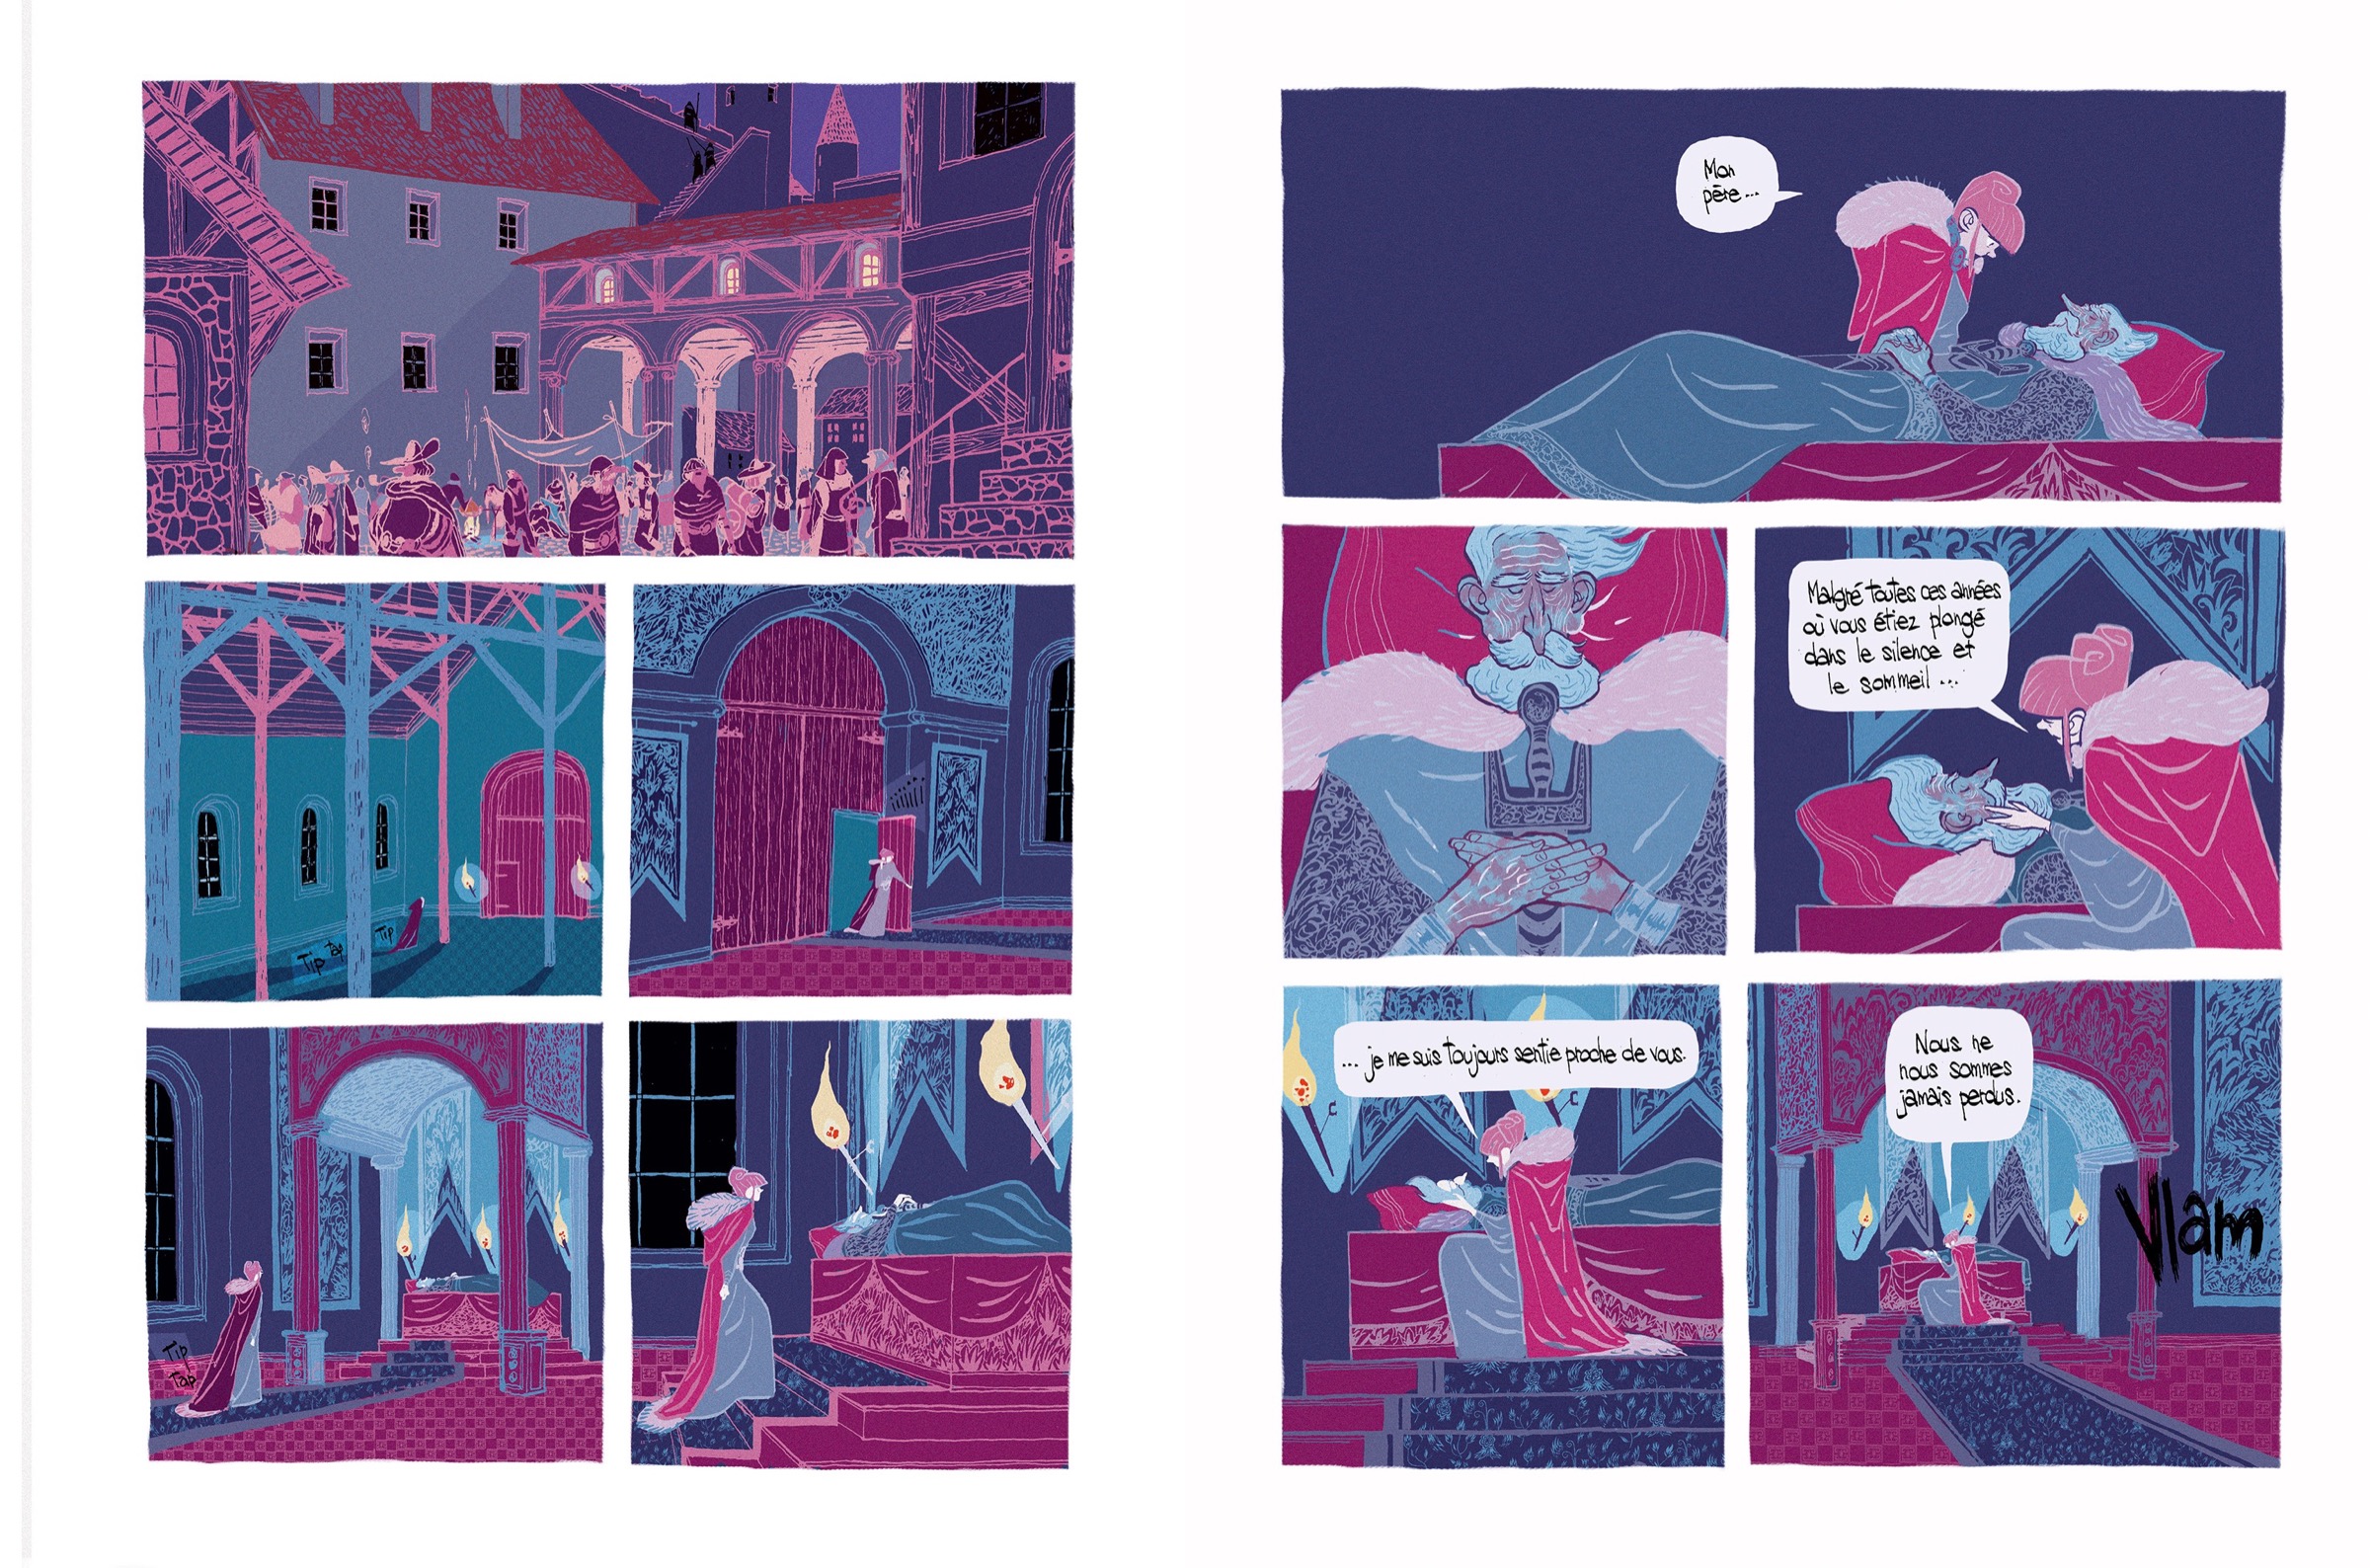 Tip
Tap
Tip
Tip
Tap
Mon
père...
Malgré toutes ces années
où vous étiez plongé
dans le silence et
le sommeil...
... je me suis toujours sentie proche de vous.
Nous ne
nous sommes
jamais perdus.
Vlam